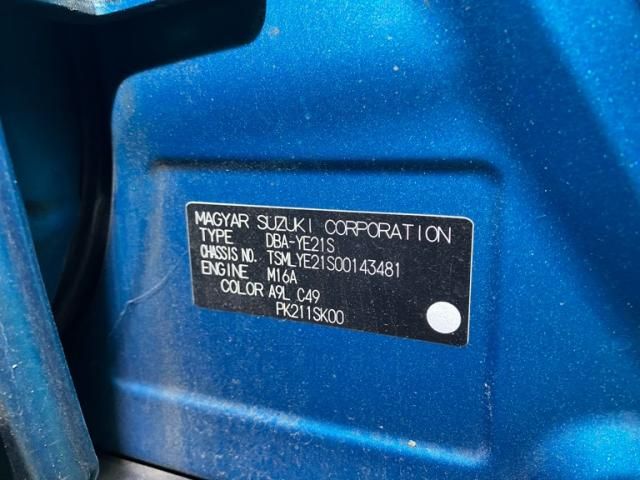 MAGYAR SUZUKI CORPORATION
TYPE DBA-YE21S
CHASSIS NO. TSMLYE21S00143481
ENGINE M16A
COLOR A9L C49
PK211SK00